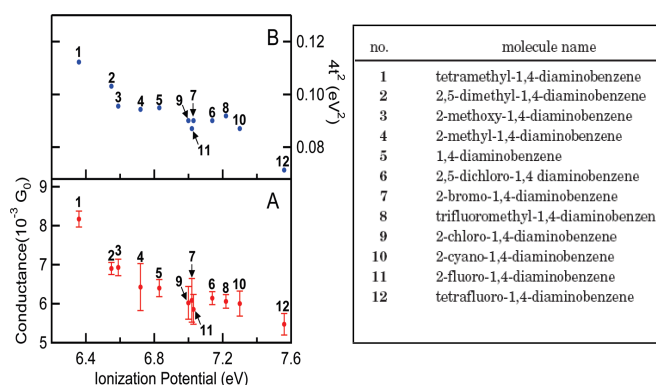 B
0.12
0.10
0.08
4t² (eV²)
1
2
3
4
5
9
7
11
6
8
10
12
A
Conductance(10⁻³ G₀)
9
8
7
6
5
1
2
3
4
5
9
7
11
6
8
10
12
6.4
6.8
7.2
7.6
Ionization Potential (eV)
no. molecule name
1 tetramethyl-1,4-diaminobenzene
2 2,5-dimethyl-1,4-diaminobenzene
3 2-methoxy-1,4-diaminobenzene
4 2-methyl-1,4-diaminobenzene
5 1,4-diaminobenzene
6 2,5-dichloro-1,4 diaminobenzene
7 2-bromo-1,4-diaminobenzene
8 trifluoromethyl-1,4-diaminobenzen
9 2-chloro-1,4-diaminobenzene
10 2-cyano-1,4-diaminobenzene
11 2-fluoro-1,4-diaminobenzene
12 tetrafluoro-1,4-diaminobenzene